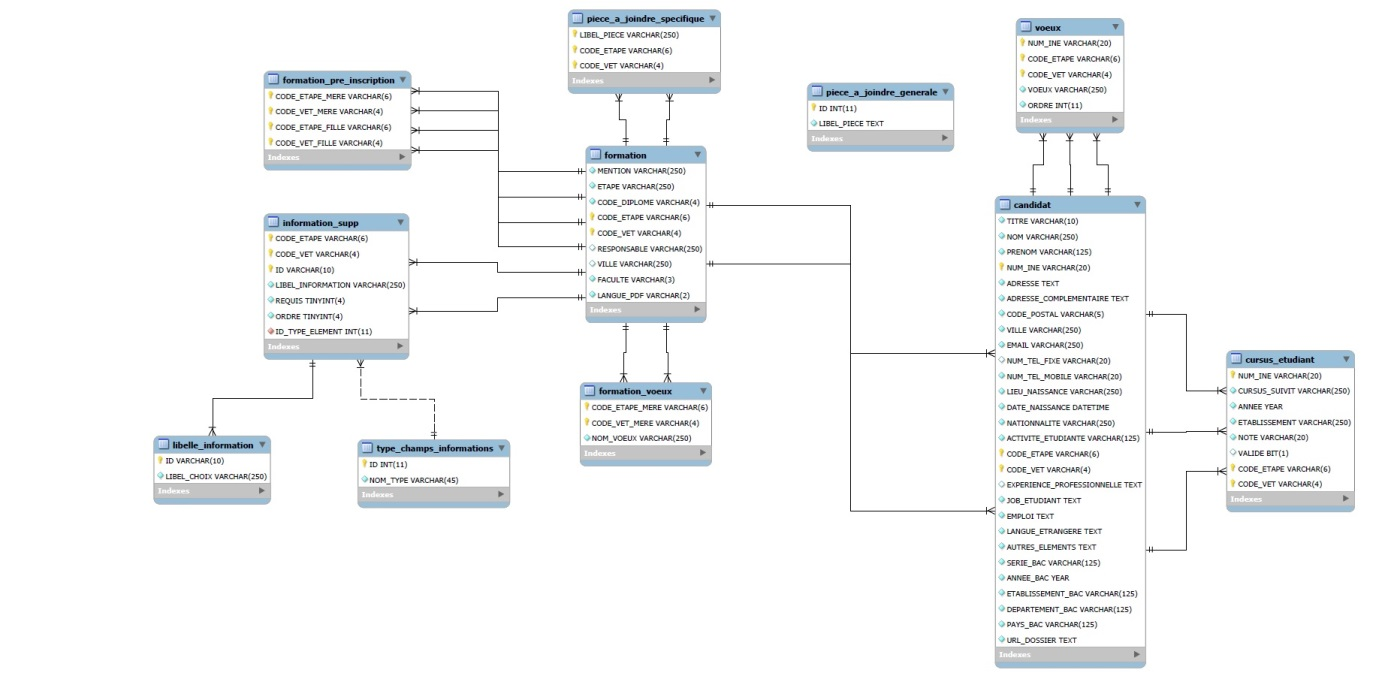 piece_a_joindre_specifique
LIBEL_PIECE VARCHAR(250)
CODE_ETAPE VARCHAR(6)
CODE_VET VARCHAR(4)
Indexes
voeux
NUM_INE VARCHAR(20)
CODE_ETAPE VARCHAR(6)
CODE_VET VARCHAR(4)
VOEUX VARCHAR(250)
ORDRE INT(11)
Indexes
formation_pre_inscription
CODE_ETAPE_MERE VARCHAR(6)
CODE_VET_MERE VARCHAR(4)
CODE_ETAPE_FILLE VARCHAR(6)
CODE_VET_FILLE VARCHAR(4)
Indexes
piece_a_joindre_generale
ID INT(11)
LIBEL_PIECE TEXT
Indexes
formation
MENTION VARCHAR(250)
ETAPE VARCHAR(250)
CODE_DIPLOME VARCHAR(4)
CODE_ETAPE VARCHAR(6)
CODE_VET VARCHAR(4)
RESPONSABLE VARCHAR(250)
VILLE VARCHAR(250)
FACULTE VARCHAR(3)
LANGUE_PDF VARCHAR(2)
Indexes
information_supp
CODE_ETAPE VARCHAR(6)
CODE_VET VARCHAR(4)
ID VARCHAR(10)
LIBEL_INFORMATION VARCHAR(250)
REQUIS TINYINT(4)
ORDRE TINYINT(4)
ID_TYPE_ELEMENT INT(11)
Indexes
candidat
TITRE VARCHAR(10)
NOM VARCHAR(250)
PRENOM VARCHAR(125)
NUM_INE VARCHAR(20)
ADRESSE TEXT
ADRESSE_COMPLEMENTAIRE TEXT
CODE_POSTAL VARCHAR(5)
VILLE VARCHAR(250)
EMAIL VARCHAR(250)
NUM_TEL_FIXE VARCHAR(20)
NUM_TEL_MOBILE VARCHAR(20)
LIEU_NAISSANCE VARCHAR(250)
DATE_NAISSANCE DATETIME
NATIONNALITE VARCHAR(250)
ACTIVITE_ETUDIANTE VARCHAR(125)
CODE_ETAPE VARCHAR(6)
CODE_VET VARCHAR(4)
EXPERIENCE_PROFESSIONNELLE TEXT
JOB_ETUDIANT TEXT
EMPLOI TEXT
LANGUE_ETRANGERE TEXT
AUTRES_ELEMENTS TEXT
SERIE_BAC VARCHAR(125)
ANNEE_BAC YEAR
ETABLISSEMENT_BAC VARCHAR(125)
DEPARTEMENT_BAC VARCHAR(125)
PAYS_BAC VARCHAR(125)
URL_DOSSIER TEXT
Indexes
cursus_etudiant
NUM_INE VARCHAR(20)
CURSUS_SUIVIT VARCHAR(250)
ANNEE YEAR
ETABLISSEMENT VARCHAR(250)
NOTE VARCHAR(20)
VALIDE BIT(1)
CODE_ETAPE VARCHAR(6)
CODE_VET VARCHAR(4)
Indexes
formation_voeux
CODE_ETAPE_MERE VARCHAR(6)
CODE_VET_MERE VARCHAR(4)
NOM_VOEUX VARCHAR(250)
Indexes
libelle_information
ID VARCHAR(10)
LIBEL_CHOIX VARCHAR(250)
Indexes
type_champs_informations
ID INT(11)
NOM_TYPE VARCHAR(45)
Indexes